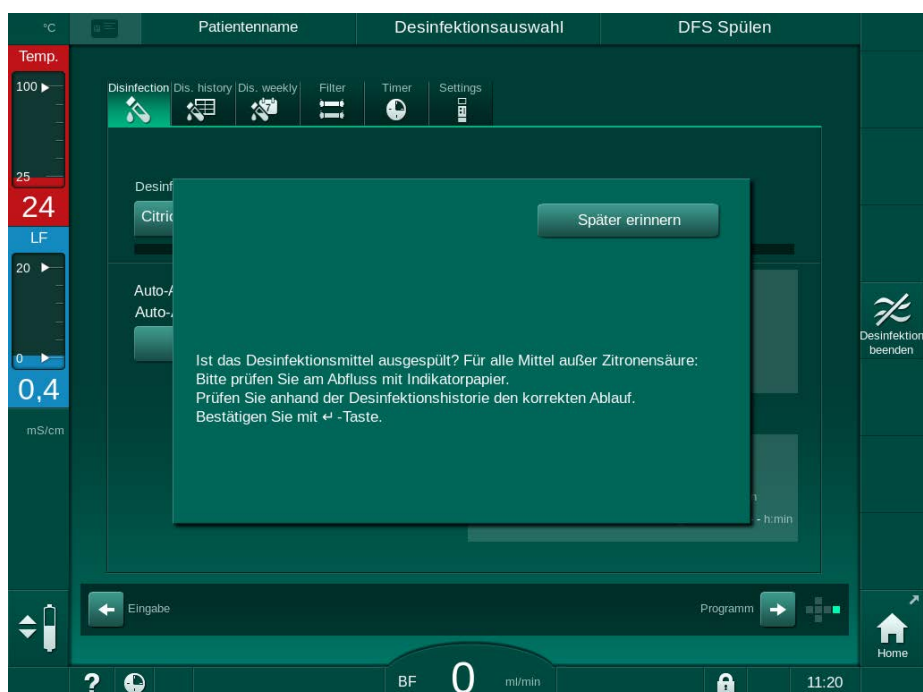 °C
Patientenname
Desinfektionsauswahl
DFS Spülen
Temp.
100
25
24
LF
20
0
0,4
mS/cm
Disinfection
Dis. history
Dis. weekly
Filter
Timer
Settings
7
Später erinnern
Ist das Desinfektionsmittel ausgespült? Für alle Mittel außer Zitronensäure:
Bitte prüfen Sie am Abfluss mit Indikatorpapier.
Prüfen Sie anhand der Desinfektionshistorie den korrekten Ablauf.
Bestätigen Sie mit ↵ -Taste.
- h:min
Desinfektion
beenden
Eingabe
Programm
Home
?
BF
0
ml/min
11:20